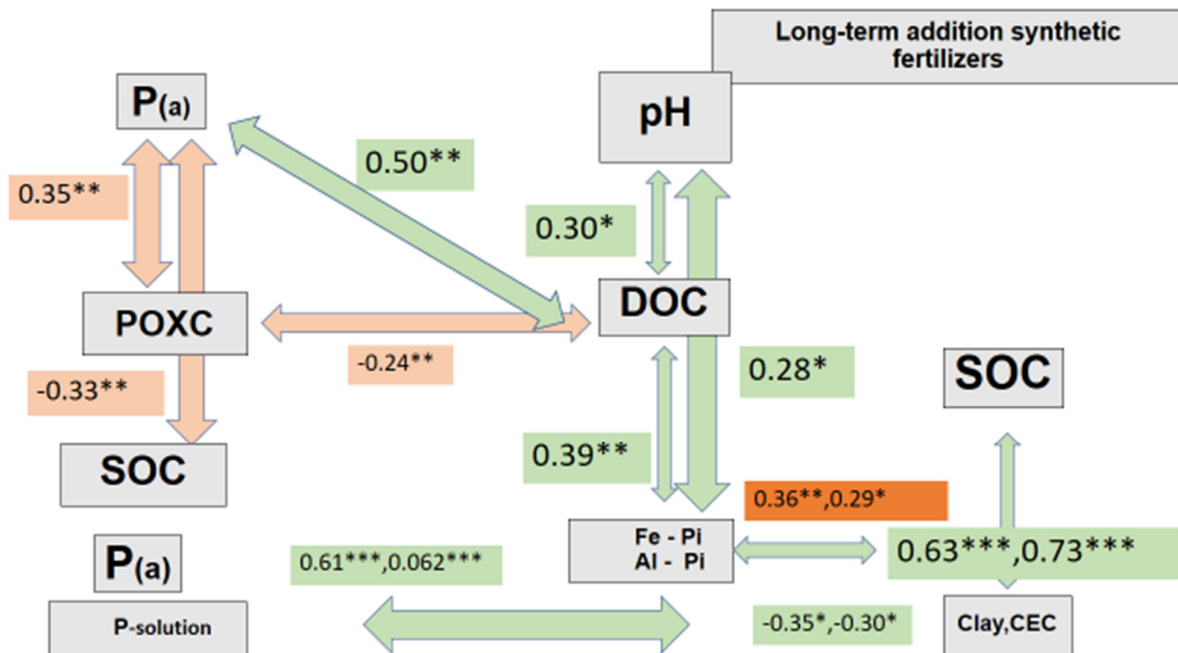 Long-term addition synthetic
fertilizers
P(a)
pH
0.50**
0.35**
0.30*
DOC
POXC
-0.24**
0.28*
SOC
-0.33**
0.39**
SOC
0.36**,0.29*
Fe - Pi
Al - Pi
0.63***,0.73***
P(a)
0.61***,0.062***
P-solution
-0.35*,-0.30*
Clay,CEC